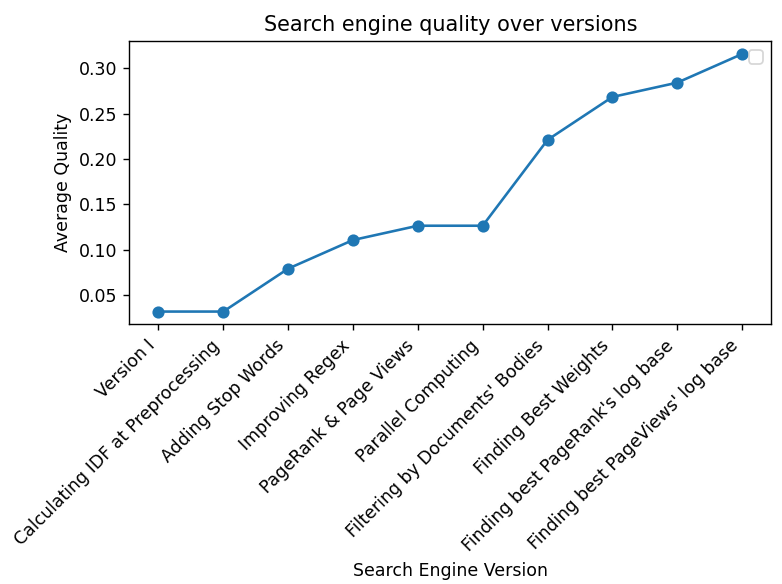 Search engine quality over versions
Average Quality
0.30
0.25
0.20
0.15
0.10
0.05
Version I
Calculating IDF at Preprocessing
Adding Stop Words
Improving Regex
PageRank & Page Views
Parallel Computing
Filtering by Documents' Bodies
Finding Best Weights
Finding best PageRank's log base
Finding best PageViews' log base
Search Engine Version